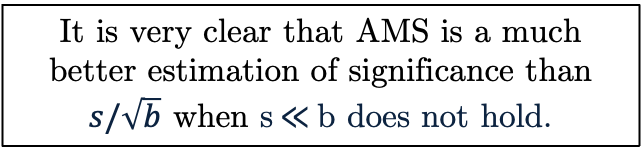 It is very clear that AMS is a much
better estimation of significance than
s/√b when s ≪ b does not hold.